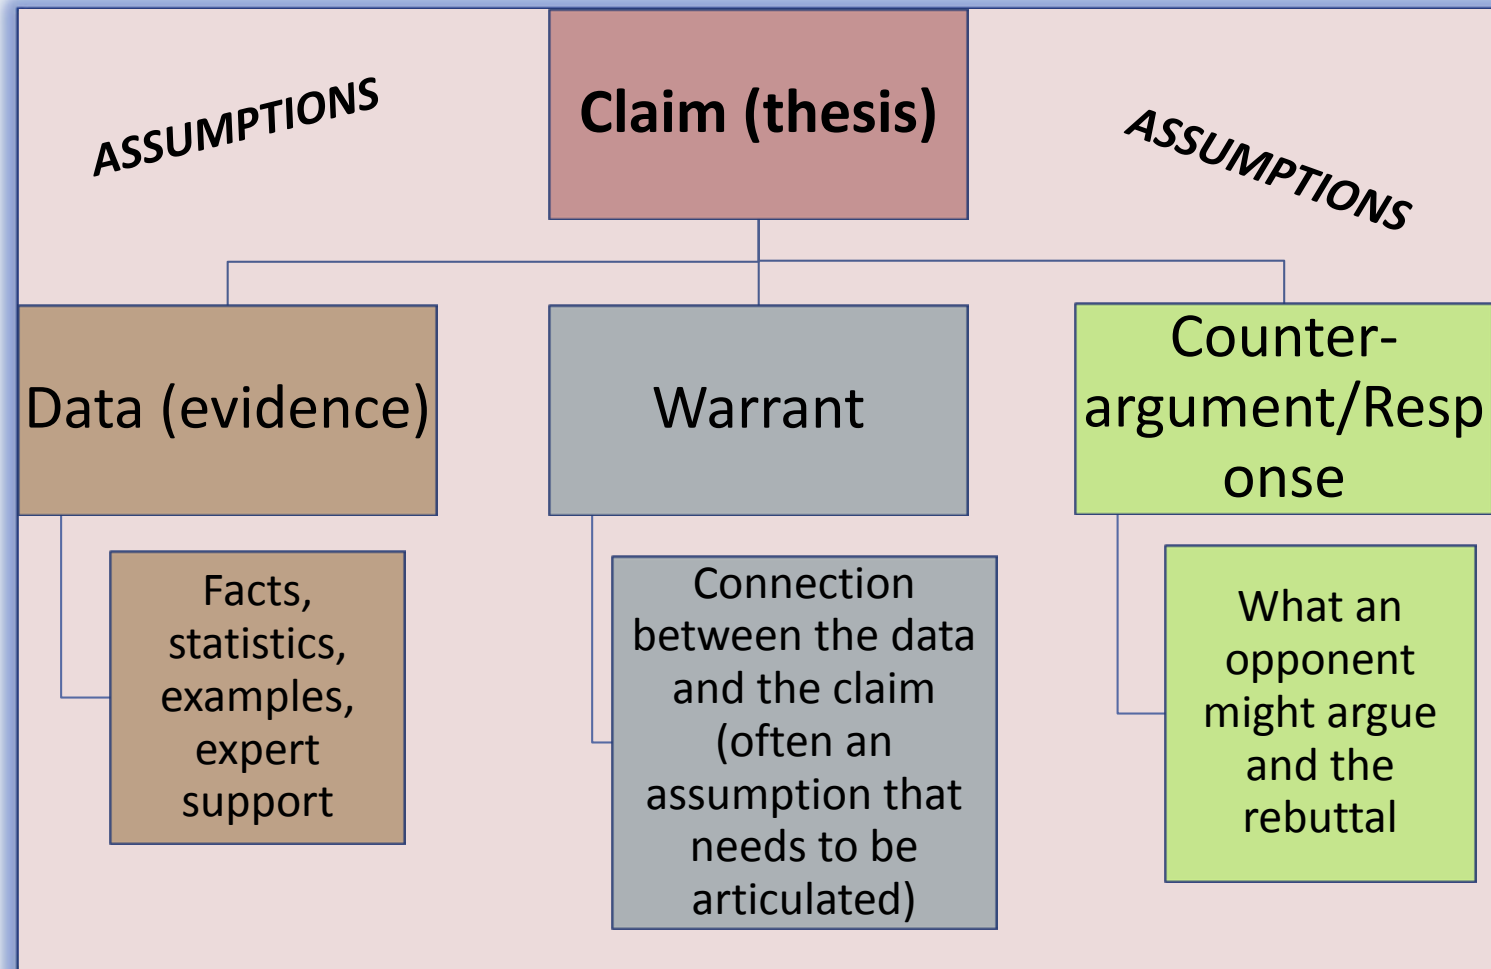 ASSUMPTIONS
Claim (thesis)
ASSUMPTIONS
Data (evidence)
Warrant
Counter-
argument/Resp
onse
Facts,
statistics,
examples,
expert
support
Connection
between the data
and the claim
(often an
assumption that
needs to be
articulated)
What an
opponent
might argue
and the
rebuttal